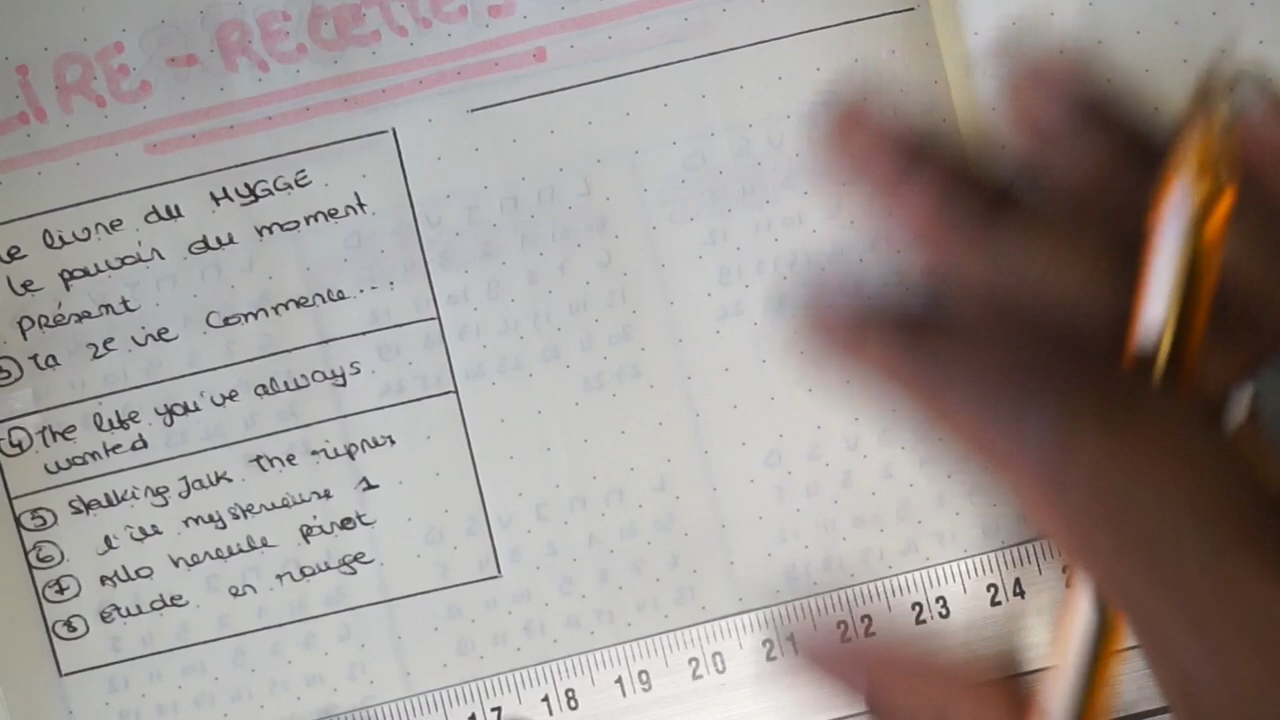 LIRE - RECETTES
le livre du HYGGE
le pouvoir du moment
présent
③ ta 2e vie commence...
④ the life you've always
wanted
⑤ stalking Jack the ripper
⑥ l'île mystérieuse 1
⑦ Allo hercule poirot
⑧ étude en rouge
17 18 19 20 21 22 23 24